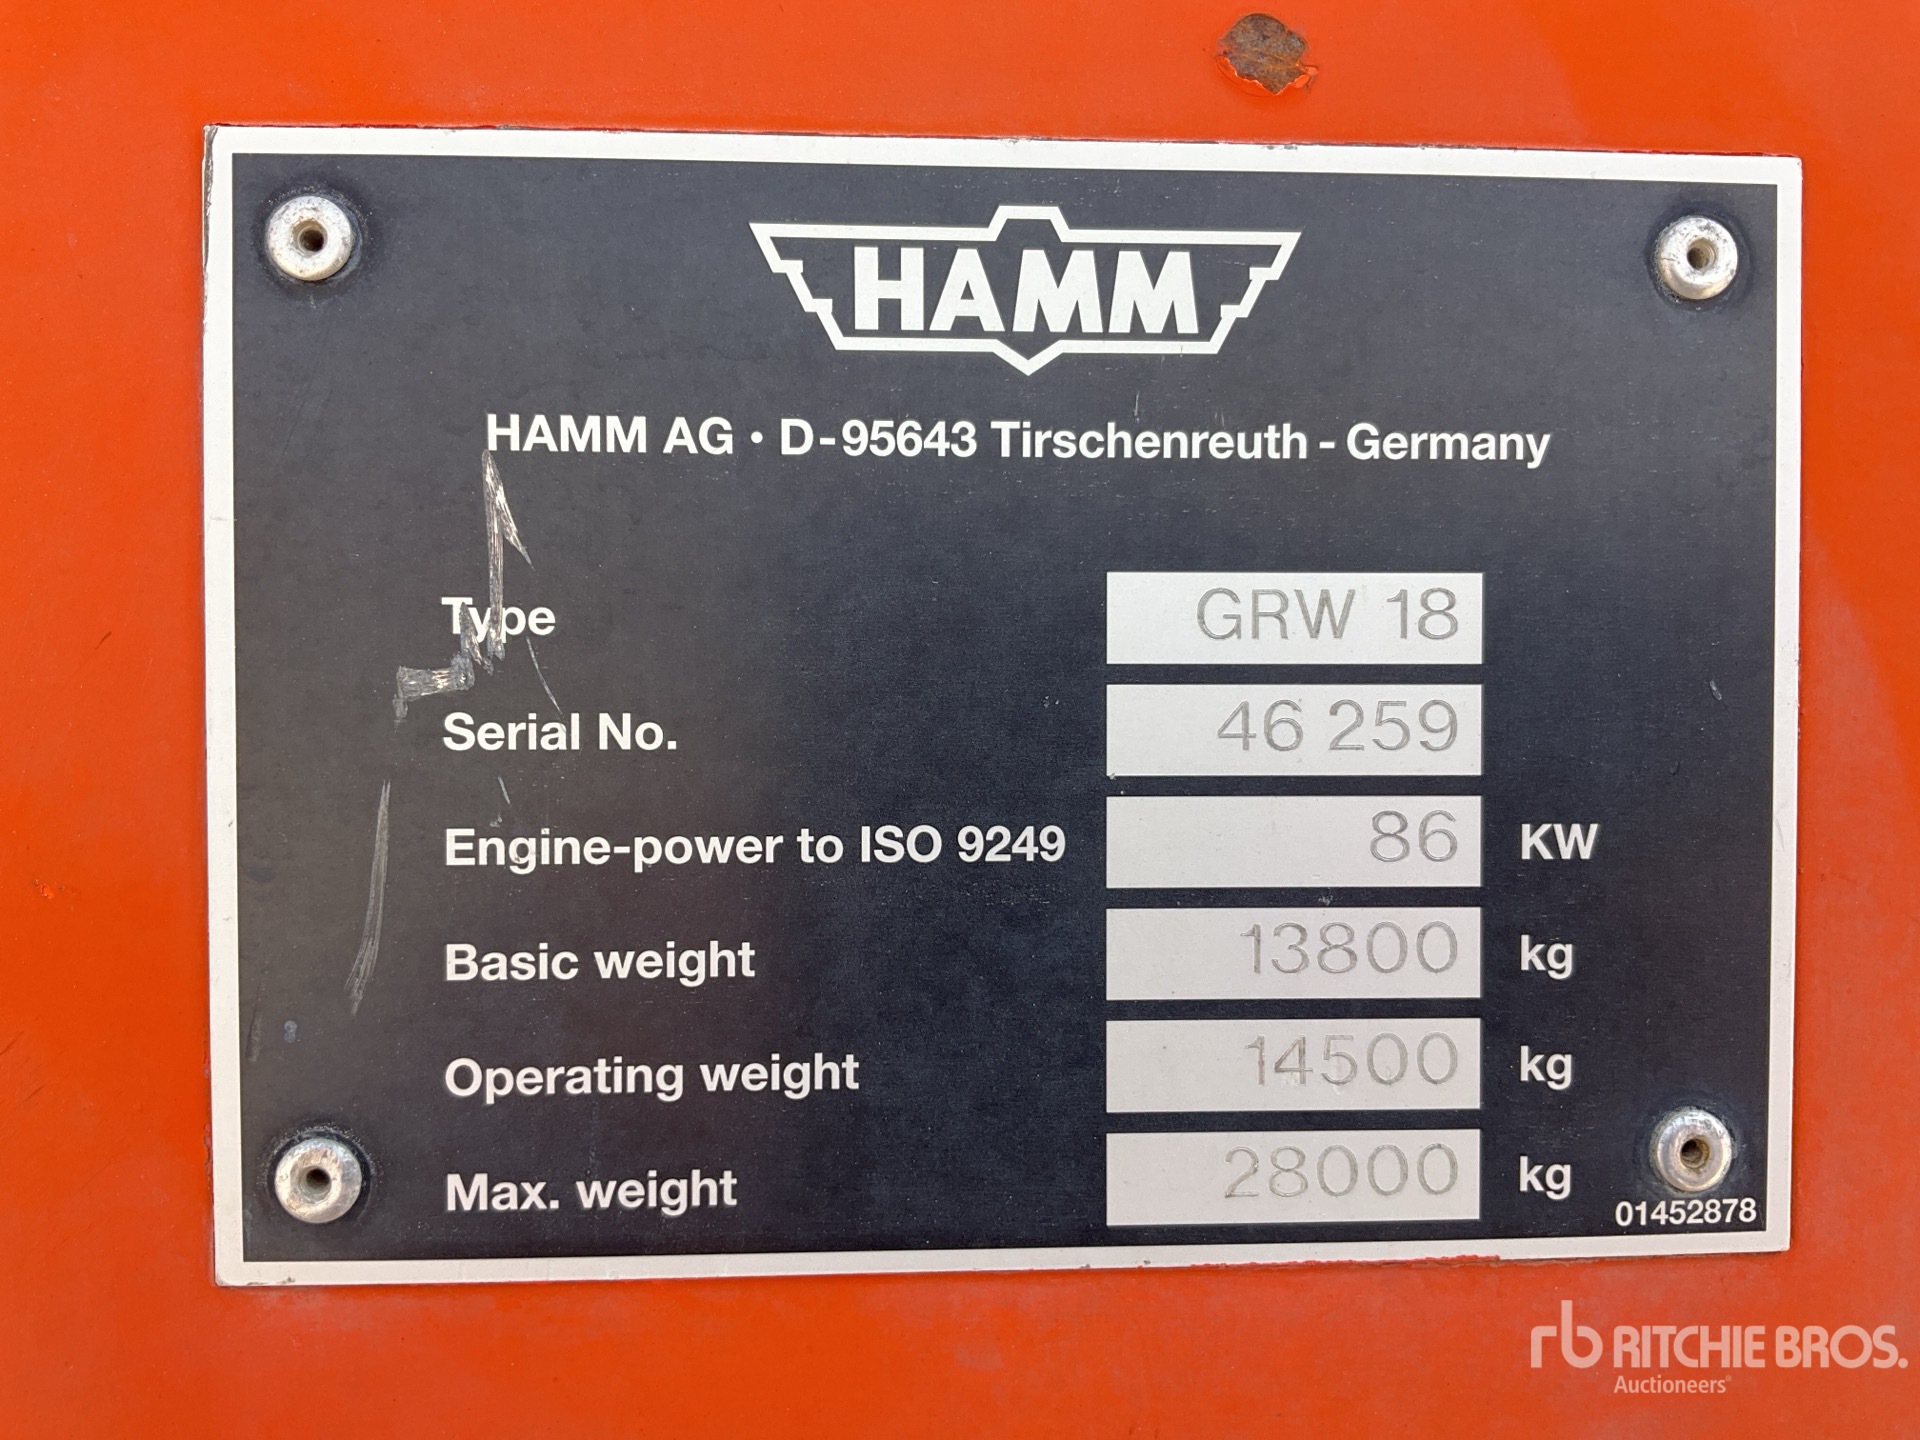 HAMM
HAMM AG • D-95643 Tirschenreuth - Germany
Type GRW 18
Serial No. 46 259
Engine-power to ISO 9249 86 KW
Basic weight 13800 kg
Operating weight 14500 kg
Max. weight 28000 kg
01452878
rb RITCHIE BROS.
Auctioneers